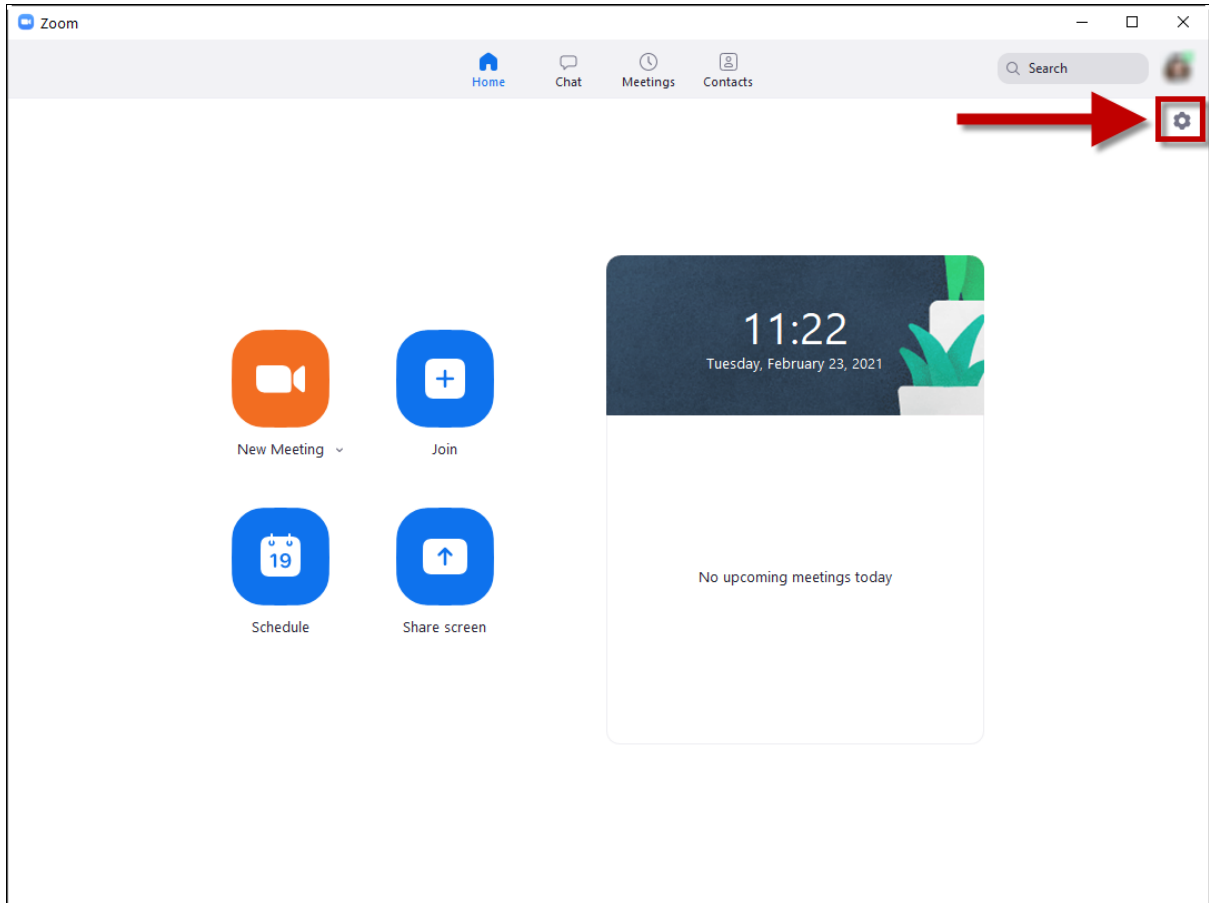 Zoom
Home
Chat
Meetings
Contacts
Search
11:22
Tuesday, February 23, 2021
New Meeting
Join
19
Schedule
Share screen
No upcoming meetings today